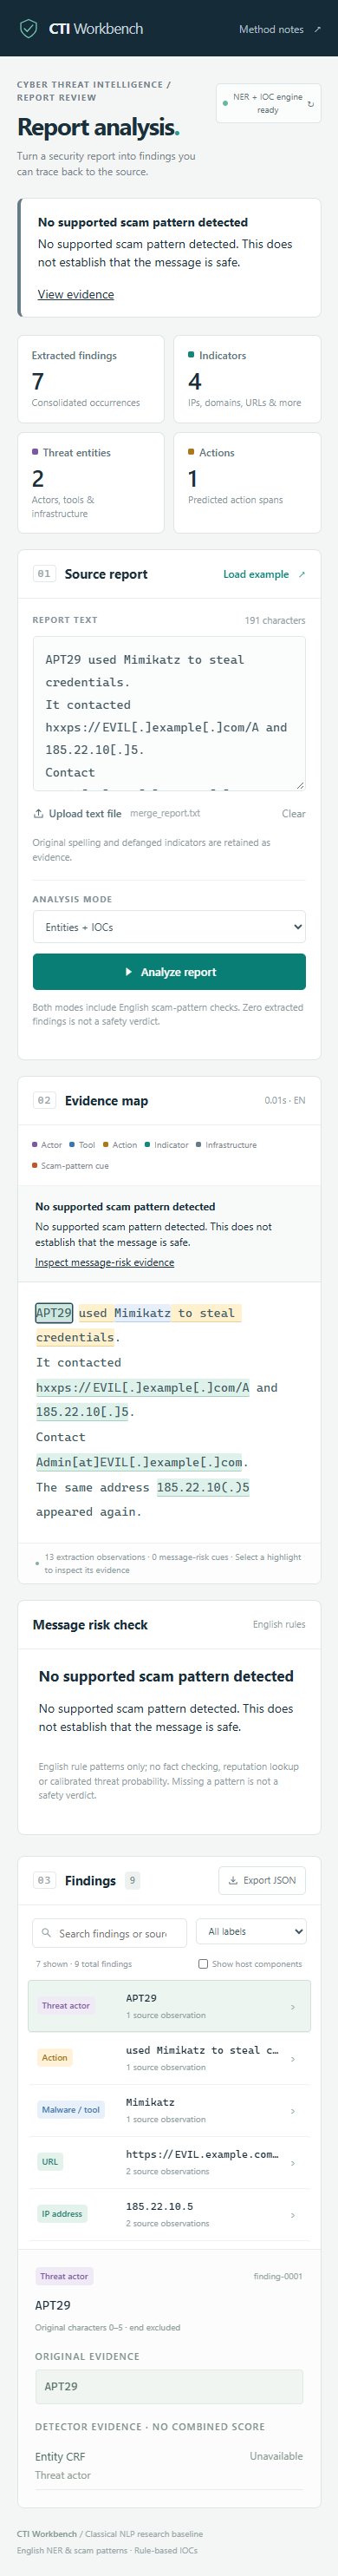 CTI Workbench
Method notes ↗
CYBER THREAT INTELLIGENCE /
REPORT REVIEW
NER + IOC engine
ready ↻
Report analysis.
Turn a security report into findings you
can trace back to the source.
No supported scam pattern detected
No supported scam pattern detected. This does
not establish that the message is safe.
View evidence
Extracted findings
7
Consolidated occurrences
Indicators
4
IPs, domains, URLs & more
Threat entities
2
Actors, tools &
infrastructure
Actions
1
Predicted action spans
01 Source report
Load example ↗
REPORT TEXT
191 characters
APT29 used Mimikatz to steal
credentials.
It contacted
hxxps://EVIL[.]example[.]com/A and
185.22.10[.]5.
Contact
Upload text file
merge_report.txt
Clear
Original spelling and defanged indicators are retained as
evidence.
ANALYSIS MODE
Entities + IOCs
Analyze report
Both modes include English scam-pattern checks. Zero extracted
findings is not a safety verdict.
02 Evidence map
0.01s · EN
Actor Tool Action Indicator Infrastructure
Scam-pattern cue
No supported scam pattern detected
No supported scam pattern detected. This does not
establish that the message is safe.
Inspect message-risk evidence
APT29 used Mimikatz to steal
credentials.
It contacted
hxxps://EVIL[.]example[.]com/A and
185.22.10[.]5.
Contact
Admin[at]EVIL[.]example[.]com.
The same address 185.22.10(.)5
appeared again.
13 extraction observations · 0 message-risk cues · Select a highlight
to inspect its evidence
Message risk check
English rules
No supported scam pattern detected
No supported scam pattern detected. This does
not establish that the message is safe.
English rule patterns only; no fact checking, reputation lookup
or calibrated threat probability. Missing a pattern is not a
safety verdict.
03 Findings 9
Export JSON
Search findings or sour
All labels
7 shown · 9 total findings
Show host components
Threat actor
APT29
1 source observation
Action
used Mimikatz to steal c…
1 source observation
Malware / tool
Mimikatz
1 source observation
URL
https://EVIL.example.com…
2 source observations
IP address
185.22.10.5
2 source observations
Threat actor
finding-0001
APT29
Original characters 0–5 · end excluded
ORIGINAL EVIDENCE
APT29
DETECTOR EVIDENCE · NO COMBINED SCORE
Entity CRF
Unavailable
Threat actor
CTI Workbench / Classical NLP research baseline
English NER & scam patterns · Rule-based IOCs